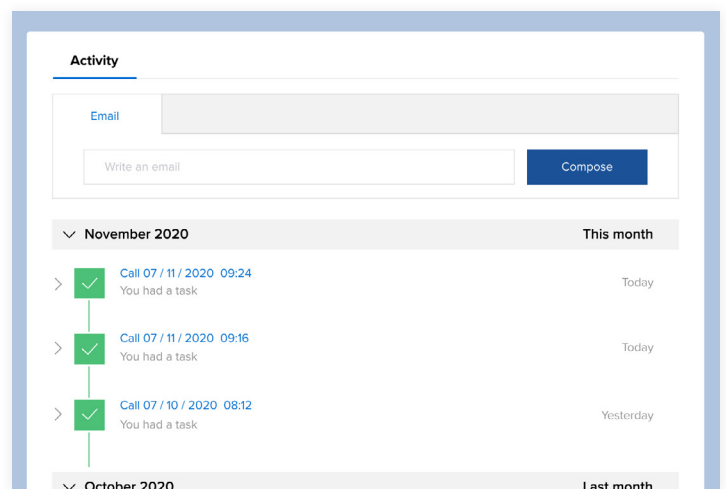 Activity
Email
Write an email
Compose
November 2020
This month
Call 07 / 11 / 2020 09:24
You had a task
Today
Call 07 / 11 / 2020 09:16
You had a task
Today
Call 07 / 10 / 2020 08:12
You had a task
Yesterday
October 2020
Last month